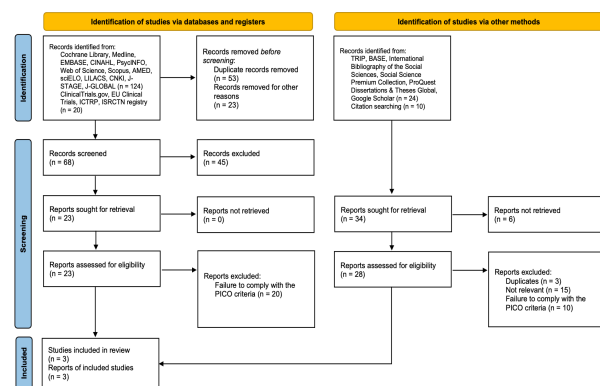 Identification of studies via databases and registers
Identification of studies via other methods
Identification
Records identified from:
Cochrane Library, Medline,
EMBASE, CINAHL, PsycINFO,
Web of Science, Scopus, AMED,
sciELO, LILACS, CNKI, J-
STAGE, J-GLOBAL (n = 124)
ClinicalTrials.gov, EU Clinical
Trials, ICTRP, ISRCTN registry
(n = 20)
Records removed before
screening:
Duplicate records removed
(n = 53)
Records removed for other
reasons
(n = 23)
Records identified from:
TRIP, BASE, International
Bibliography of the Social
Sciences, Social Science
Premium Collection, ProQuest
Dissertations & Theses Global,
Google Scholar (n = 24)
Citation searching (n = 10)
Screening
Records screened
(n = 68)
Records excluded
(n = 45)
Reports sought for retrieval
(n = 23)
Reports not retrieved
(n = 0)
Reports sought for retrieval
(n = 34)
Reports not retrieved
(n = 6)
Reports assessed for eligibility
(n = 23)
Reports excluded:
Failure to comply with the
PICO criteria (n = 20)
Reports assessed for eligibility
(n = 28)
Reports excluded:
Duplicates (n = 3)
Not relevant (n = 15)
Failure to comply with the
PICO criteria (n = 10)
Included
Studies included in review
(n = 3)
Reports of included studies
(n = 3)